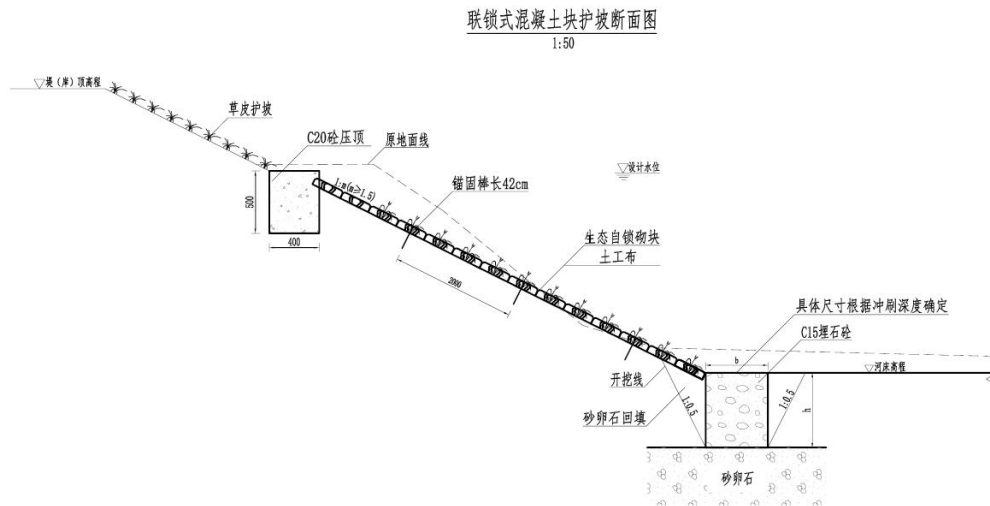 联锁式混凝土块护坡断面图
1:50
堤（岸）顶高程
草皮护坡
C20砼压顶
原地面线
设计水位
1:m(m≥1.5)
锚固棒长42cm
500
400
生态自锁砌块
土工布
2000
具体尺寸根据冲刷深度确定
C15埋石砼
b
河床高程
开挖线
1:0.5
1:0.5
h
砂卵石回填
砂卵石